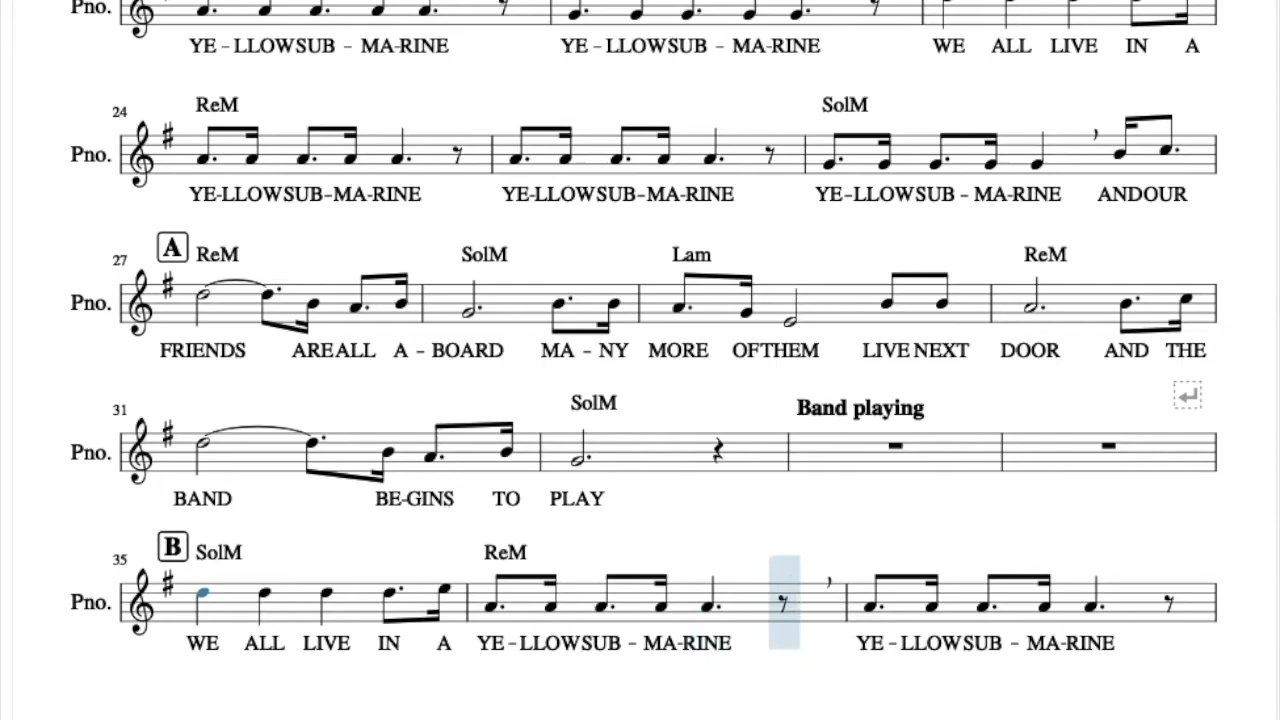 Pno.
YE - LLOWSUB - MA-RINE YE - LLOWSUB - MA-RINE WE ALL LIVE IN A
24 ReM SolM
Pno.
YE-LLOWSUB-MA-RINE YE-LLOWSUB-MA-RINE YE-LLOWSUB - MA-RINE ANDOUR
A ReM SolM Lam ReM
27
Pno.
FRIENDS AREALL A - BOARD MA - NY MORE OFTHEM LIVENEXT DOOR AND THE
31 SolM Band playing
Pno.
BAND BE-GINS TO PLAY
B SolM ReM
35
Pno.
WE ALL LIVE IN A YE-LLOWSUB - MA-RINE YE - LLOWSUB - MA-RINE